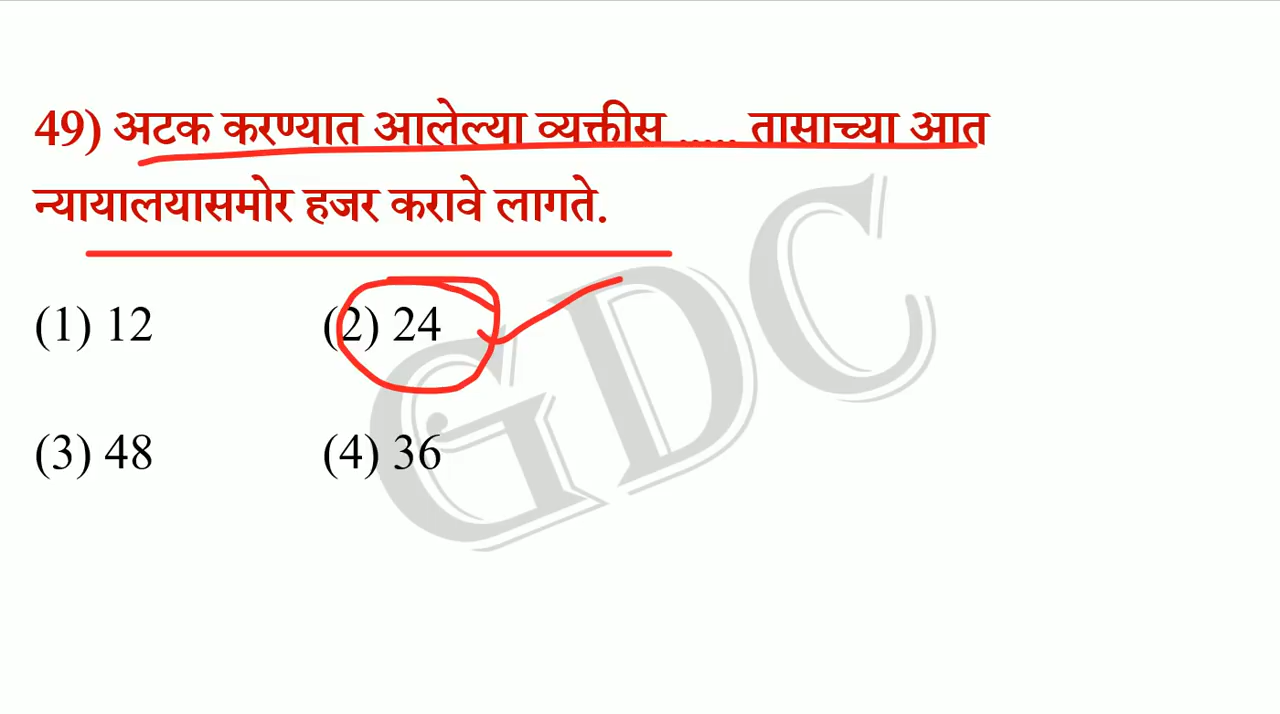 49) अटक करण्यात आलेल्या व्यक्तीस ..... तासाच्या आत
न्यायालयासमोर हजर करावे लागते.
(1) 12 (2) 24
(3) 48 (4) 36
GDC